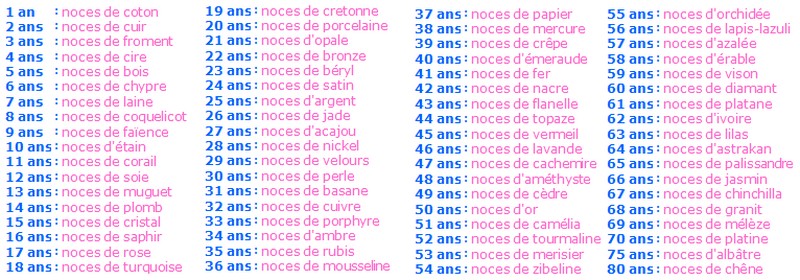 1 an : noces de coton
2 ans : noces de cuir
3 ans : noces de froment
4 ans : noces de cire
5 ans : noces de bois
6 ans : noces de chypre
7 ans : noces de laine
8 ans : noces de coquelicot
9 ans : noces de faïence
10 ans : noces d'étain
11 ans : noces de corail
12 ans : noces de soie
13 ans : noces de muguet
14 ans : noces de plomb
15 ans : noces de cristal
16 ans : noces de saphir
17 ans : noces de rose
18 ans : noces de turquoise
19 ans : noces de cretonne
20 ans : noces de porcelaine
21 ans : noces d'opale
22 ans : noces de bronze
23 ans : noces de béryl
24 ans : noces de satin
25 ans : noces d'argent
26 ans : noces de jade
27 ans : noces d'acajou
28 ans : noces de nickel
29 ans : noces de velours
30 ans : noces de perle
31 ans : noces de basane
32 ans : noces de cuivre
33 ans : noces de porphyre
34 ans : noces d'ambre
35 ans : noces de rubis
36 ans : noces de mousseline
37 ans : noces de papier
38 ans : noces de mercure
39 ans : noces de crêpe
40 ans : noces d'émeraude
41 ans : noces de fer
42 ans : noces de nacre
43 ans : noces de flanelle
44 ans : noces de topaze
45 ans : noces de vermeil
46 ans : noces de lavande
47 ans : noces de cachemire
48 ans : noces d'améthyste
49 ans : noces de cèdre
50 ans : noces d'or
51 ans : noces de camélia
52 ans : noces de tourmaline
53 ans : noces de merisier
54 ans : noces de zibeline
55 ans : noces d'orchidée
56 ans : noces de lapis-lazuli
57 ans : noces d'azalée
58 ans : noces d'érable
59 ans : noces de vison
60 ans : noces de diamant
61 ans : noces de platane
62 ans : noces d'ivoire
63 ans : noces de lilas
64 ans : noces d'astrakan
65 ans : noces de palissandre
66 ans : noces de jasmin
67 ans : noces de chinchilla
68 ans : noces de granit
69 ans : noces de mélèze
70 ans : noces de platine
75 ans : noces d'albâtre
80 ans : noces de chêne